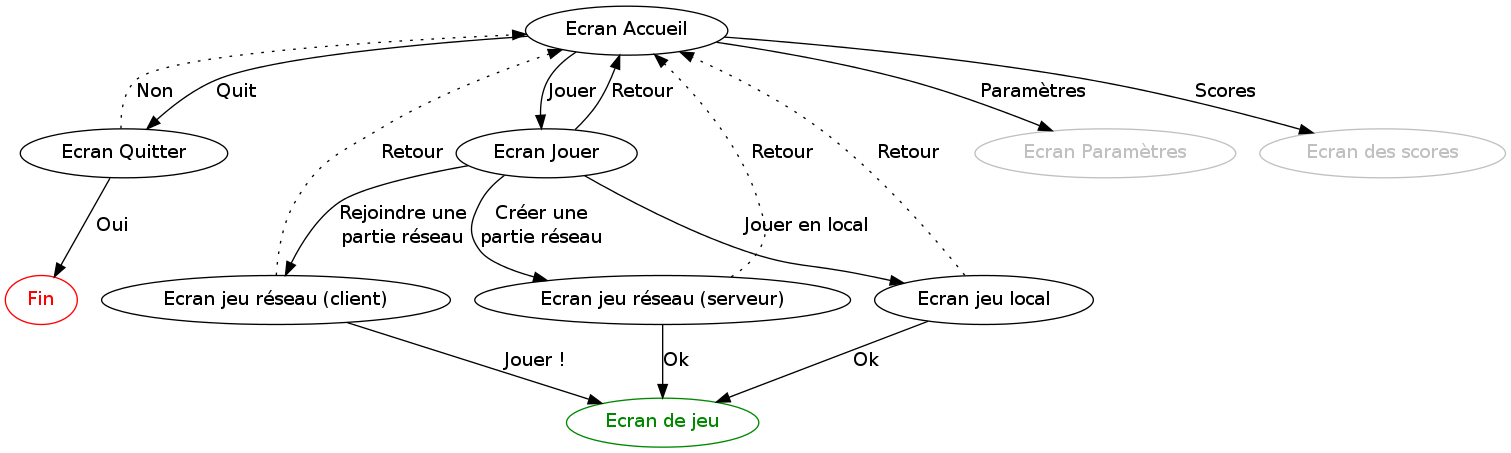 Ecran Accueil
Non
Quit
Jouer
Retour
Paramètres
Scores
Ecran Quitter
Retour
Ecran Jouer
Retour
Retour
Ecran Paramètres
Ecran des scores
Oui
Rejoindre une
partie réseau
Créer une
partie réseau
Jouer en local
Fin
Ecran jeu réseau (client)
Ecran jeu réseau (serveur)
Ecran jeu local
Jouer !
Ok
Ok
Ecran de jeu